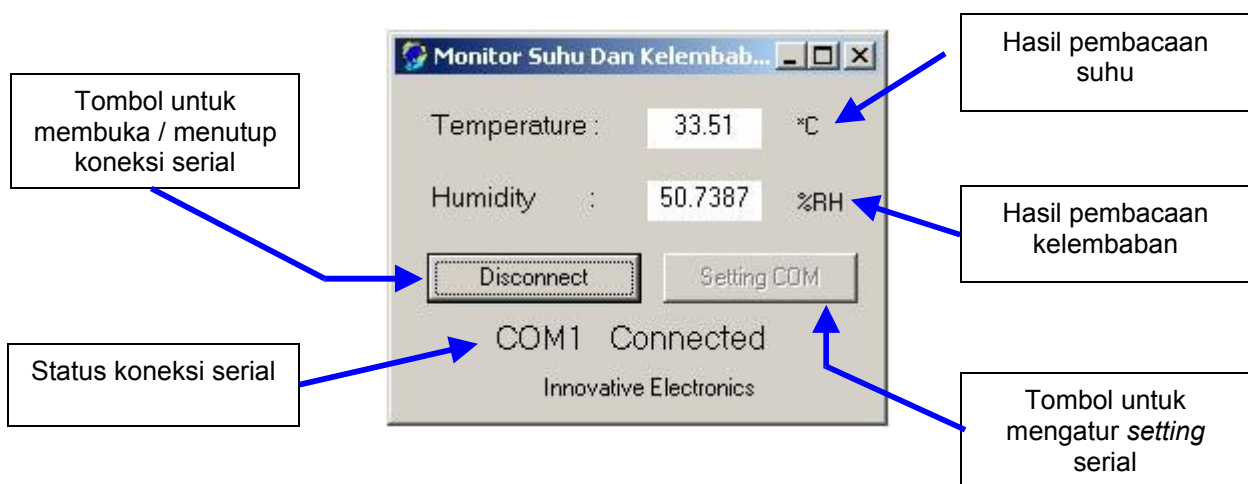 Hasil pembacaan
suhu
Monitor Suhu Dan Kelembab...
Tombol untuk
membuka / menutup
koneksi serial
Temperature :
33.51
°C
Humidity :
50.7387
%RH
Hasil pembacaan
kelembaban
Disconnect
Setting COM
COM1 Connected
Status koneksi serial
Innovative Electronics
Tombol untuk
mengatur setting
serial